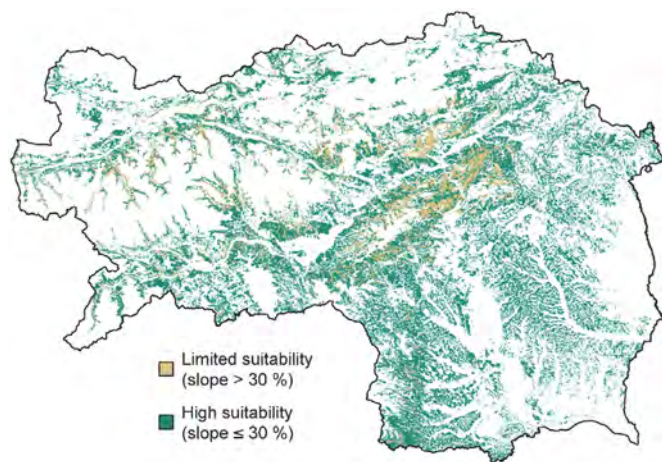 Limited suitability
(slope > 30 %)
High suitability
(slope ≤ 30 %)